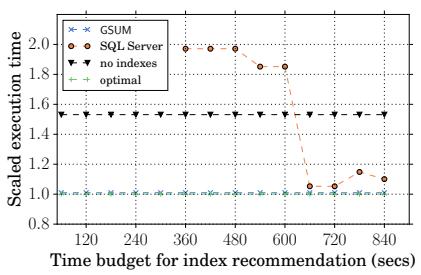 GSUM
SQL Server
no indexes
optimal
Scaled execution time
2.0
1.8
1.6
1.4
1.2
1.0
0.8
120 240 360 480 600 720 840
Time budget for index recommendation (secs)